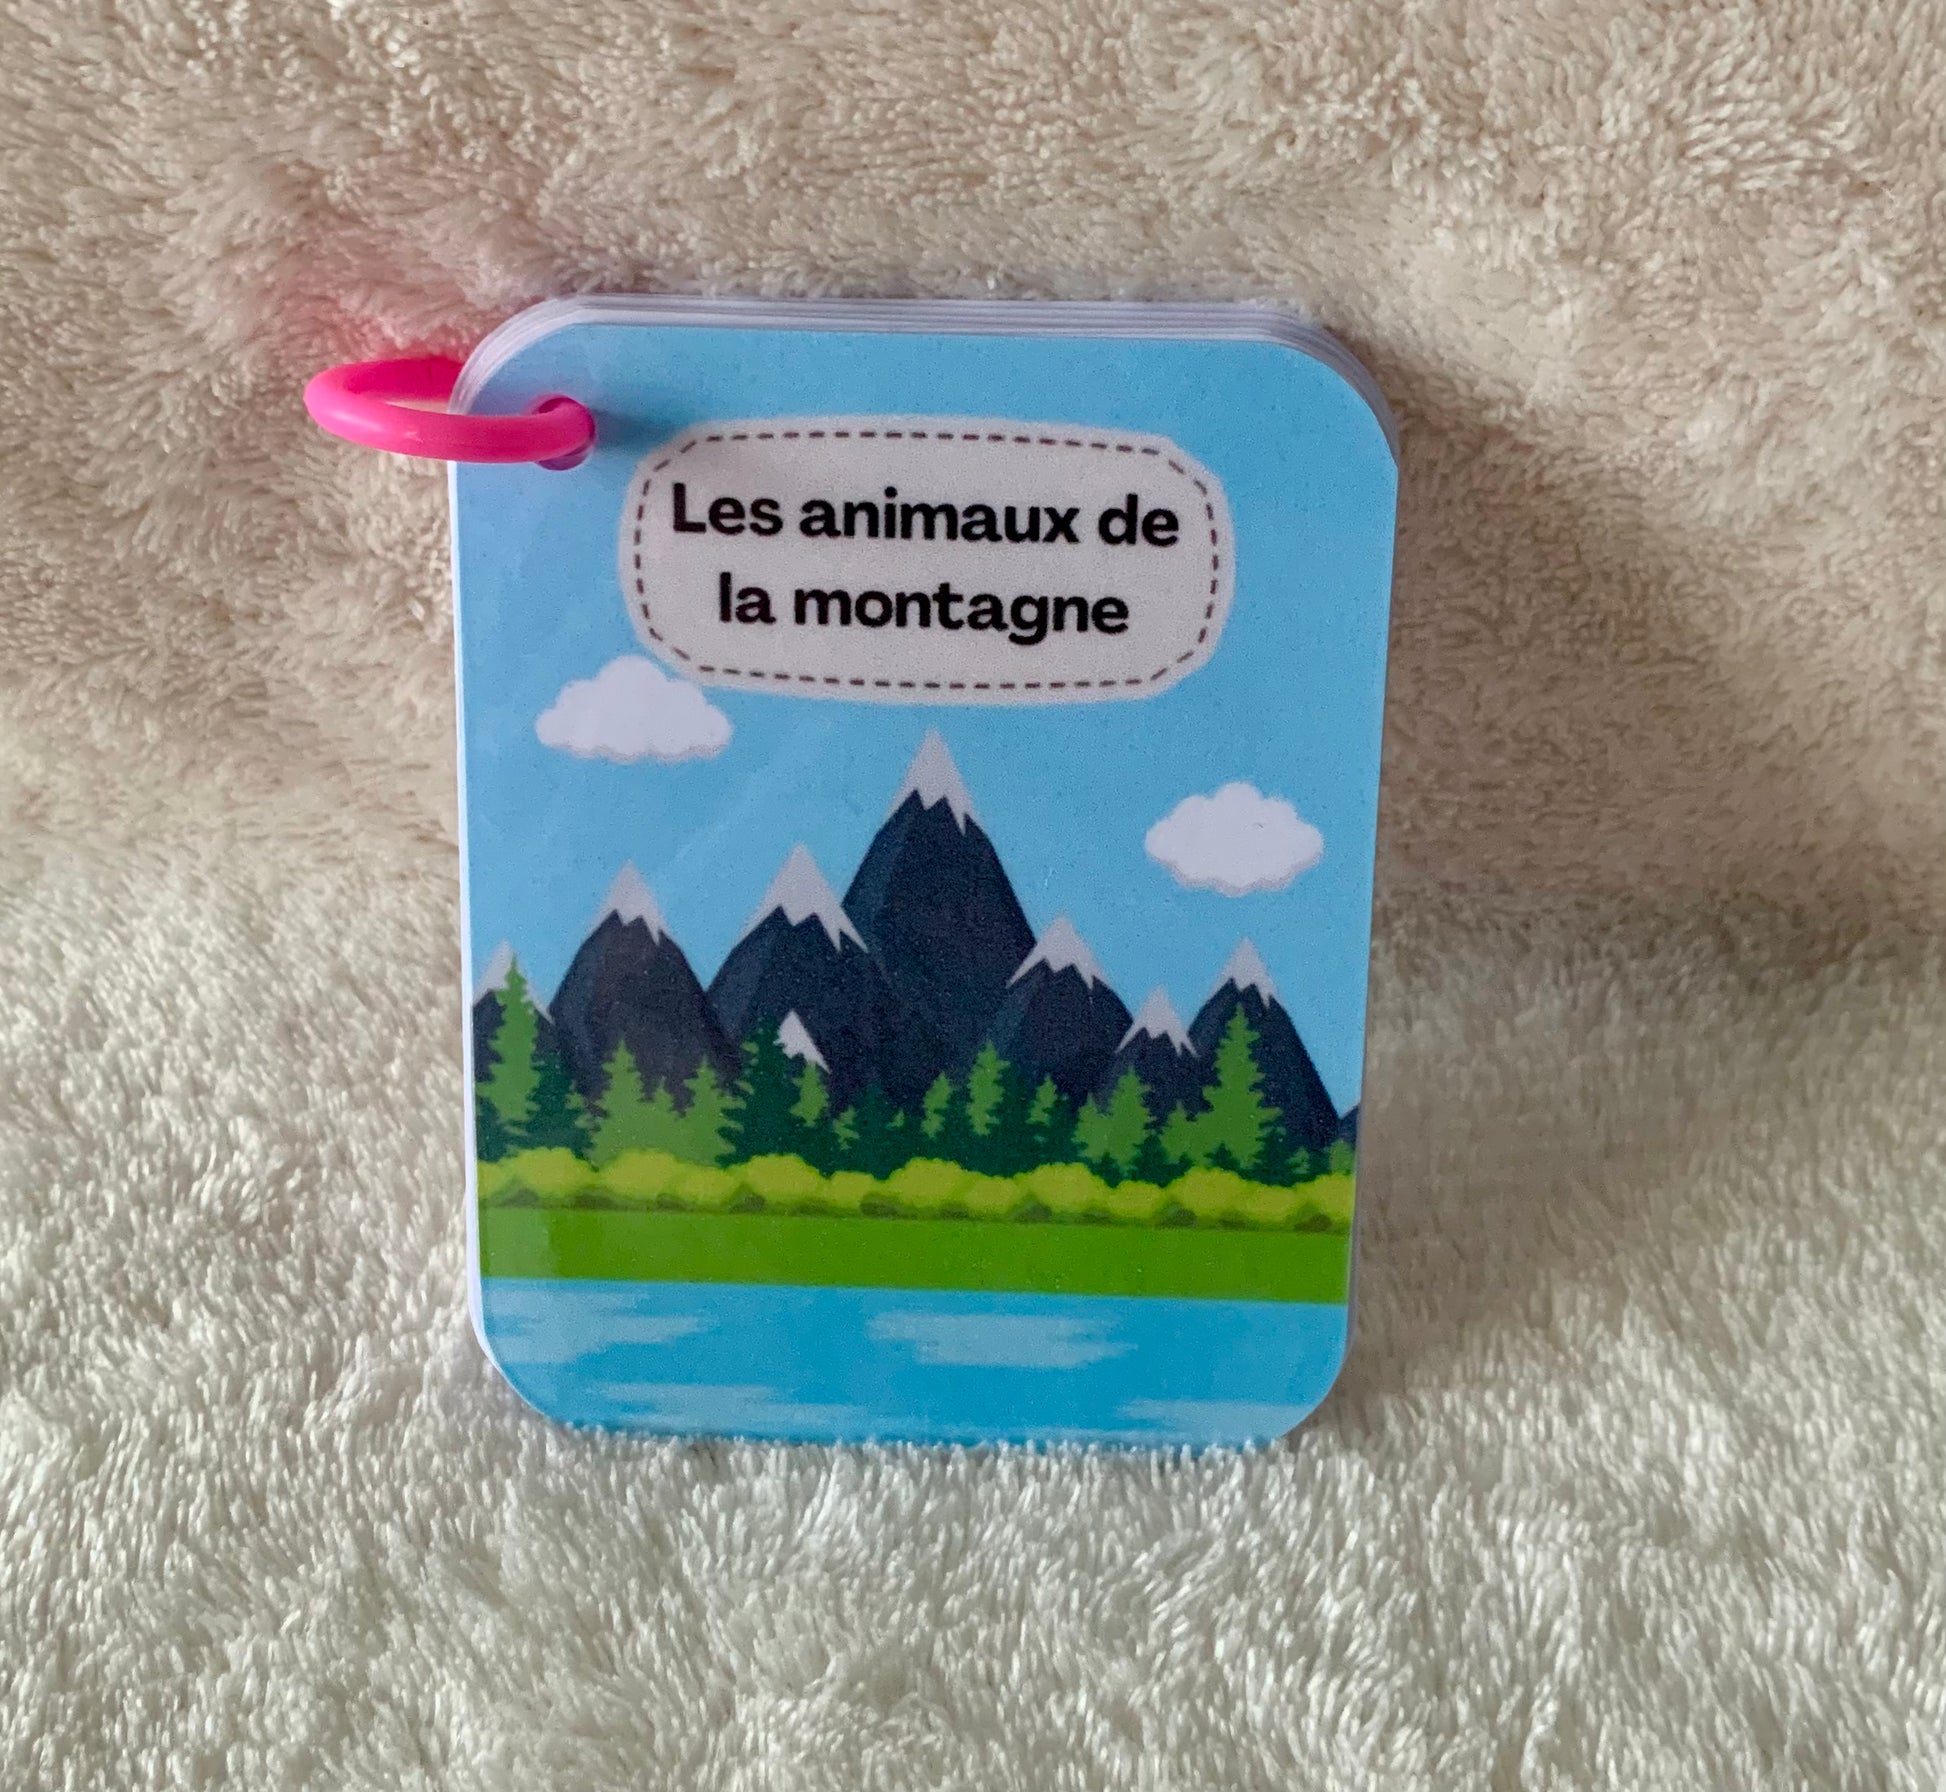 Les animaux de
la montagne